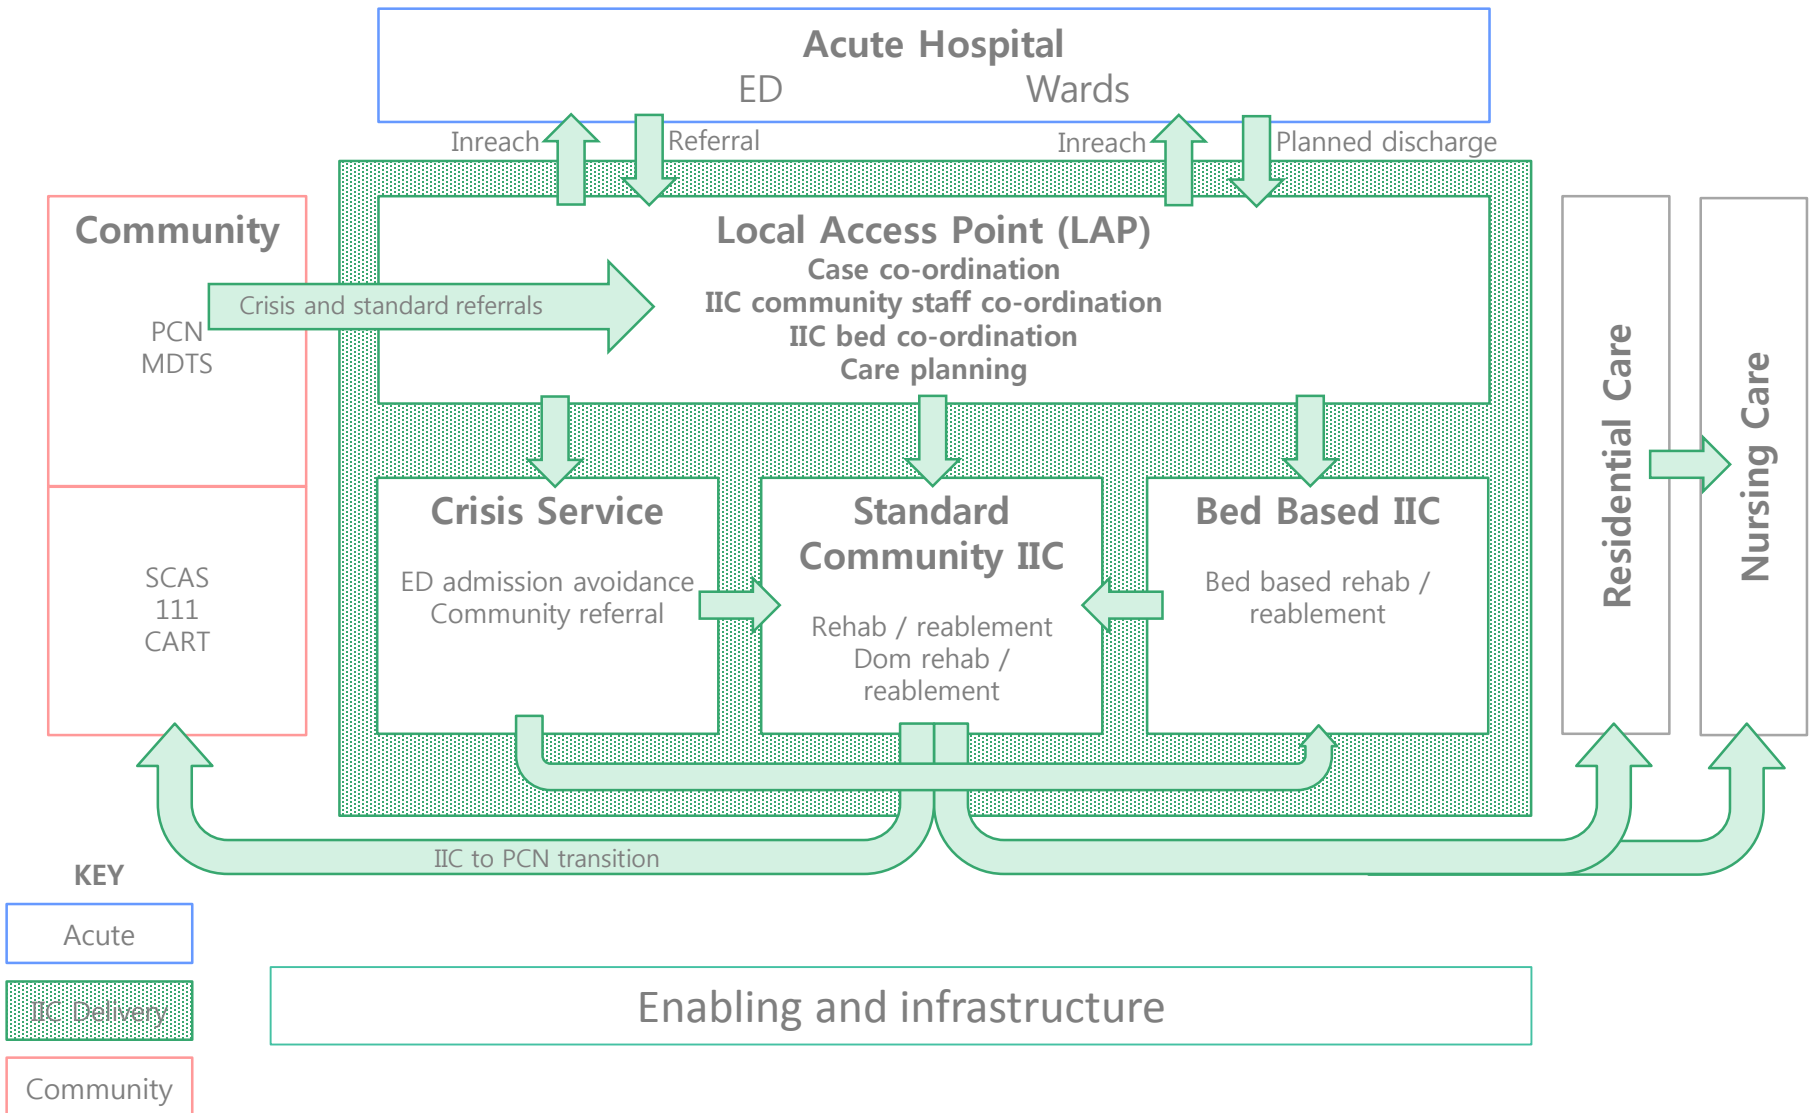 Acute Hospital
ED Wards
Inreach Referral Inreach Planned discharge
Community
PCN
MDTS
SCAS
111
CART
Crisis and standard referrals
Local Access Point (LAP)
Case co-ordination
IIC community staff co-ordination
IIC bed co-ordination
Care planning
Crisis Service
ED admission avoidance
Community referral
Standard
Community IIC
Rehab / reablement
Dom rehab /
reablement
Bed Based IIC
Bed based rehab /
reablement
Residential Care
Nursing Care
IIC to PCN transition
KEY
Acute
IIC Delivery
Community
Enabling and infrastructure